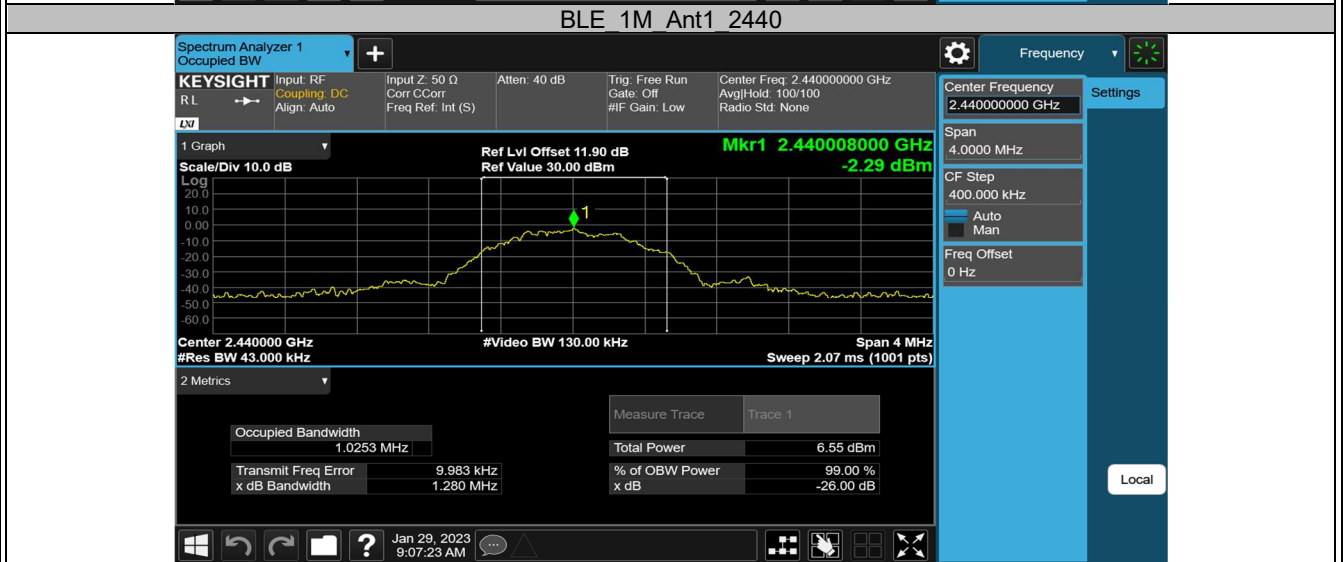 BLE_1M_Ant1_2440
Spectrum Analyzer 1
Occupied BW
+
Frequency
KEYSIGHT
R L
LXI
Input: RF
Coupling: DC
Align: Auto
Input Z: 50 Ω
Corr CCorr
Freq Ref: Int (S)
Atten: 40 dB
Trig: Free Run
Gate: Off
#IF Gain: Low
Center Freq: 2.440000000 GHz
Avg|Hold: 100/100
Radio Std: None
Center Frequency
2.440000000 GHz
Settings
Span
4.0000 MHz
CF Step
400.000 kHz
Auto
Man
Freq Offset
0 Hz
1 Graph
Scale/Div 10.0 dB
Ref Lvl Offset 11.90 dB
Ref Value 30.00 dBm
Mkr1 2.440008000 GHz
-2.29 dBm
Log
20.0
10.0
0.00
-10.0
-20.0
-30.0
-40.0
-50.0
-60.0
1
Center 2.440000 GHz
#Res BW 43.000 kHz
#Video BW 130.00 kHz
Span 4 MHz
Sweep 2.07 ms (1001 pts)
2 Metrics
Measure Trace Trace 1
Occupied Bandwidth
1.0253 MHz
Total Power 6.55 dBm
Transmit Freq Error 9.983 kHz
% of OBW Power 99.00 %
x dB Bandwidth 1.280 MHz
x dB -26.00 dB
Local
?
Jan 29, 2023
9:07:23 AM